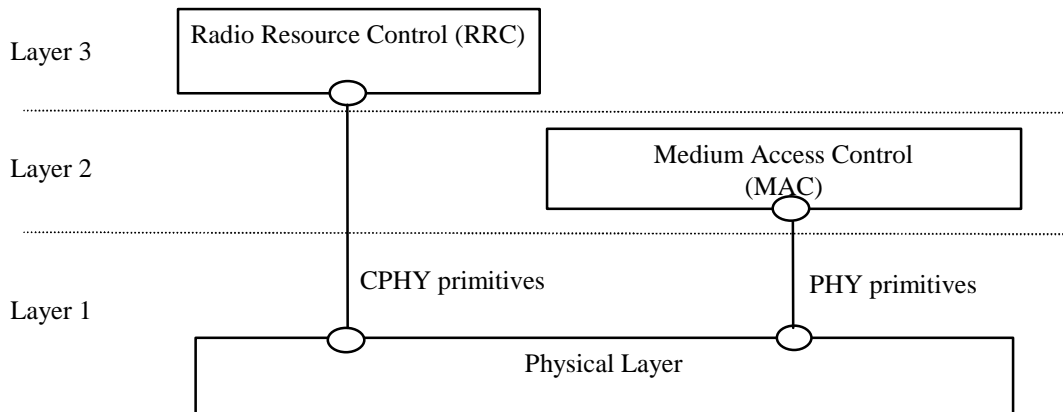 Layer 3
Radio Resource Control (RRC)
Layer 2
Medium Access Control
(MAC)
CPHY primitives
PHY primitives
Layer 1
Physical Layer